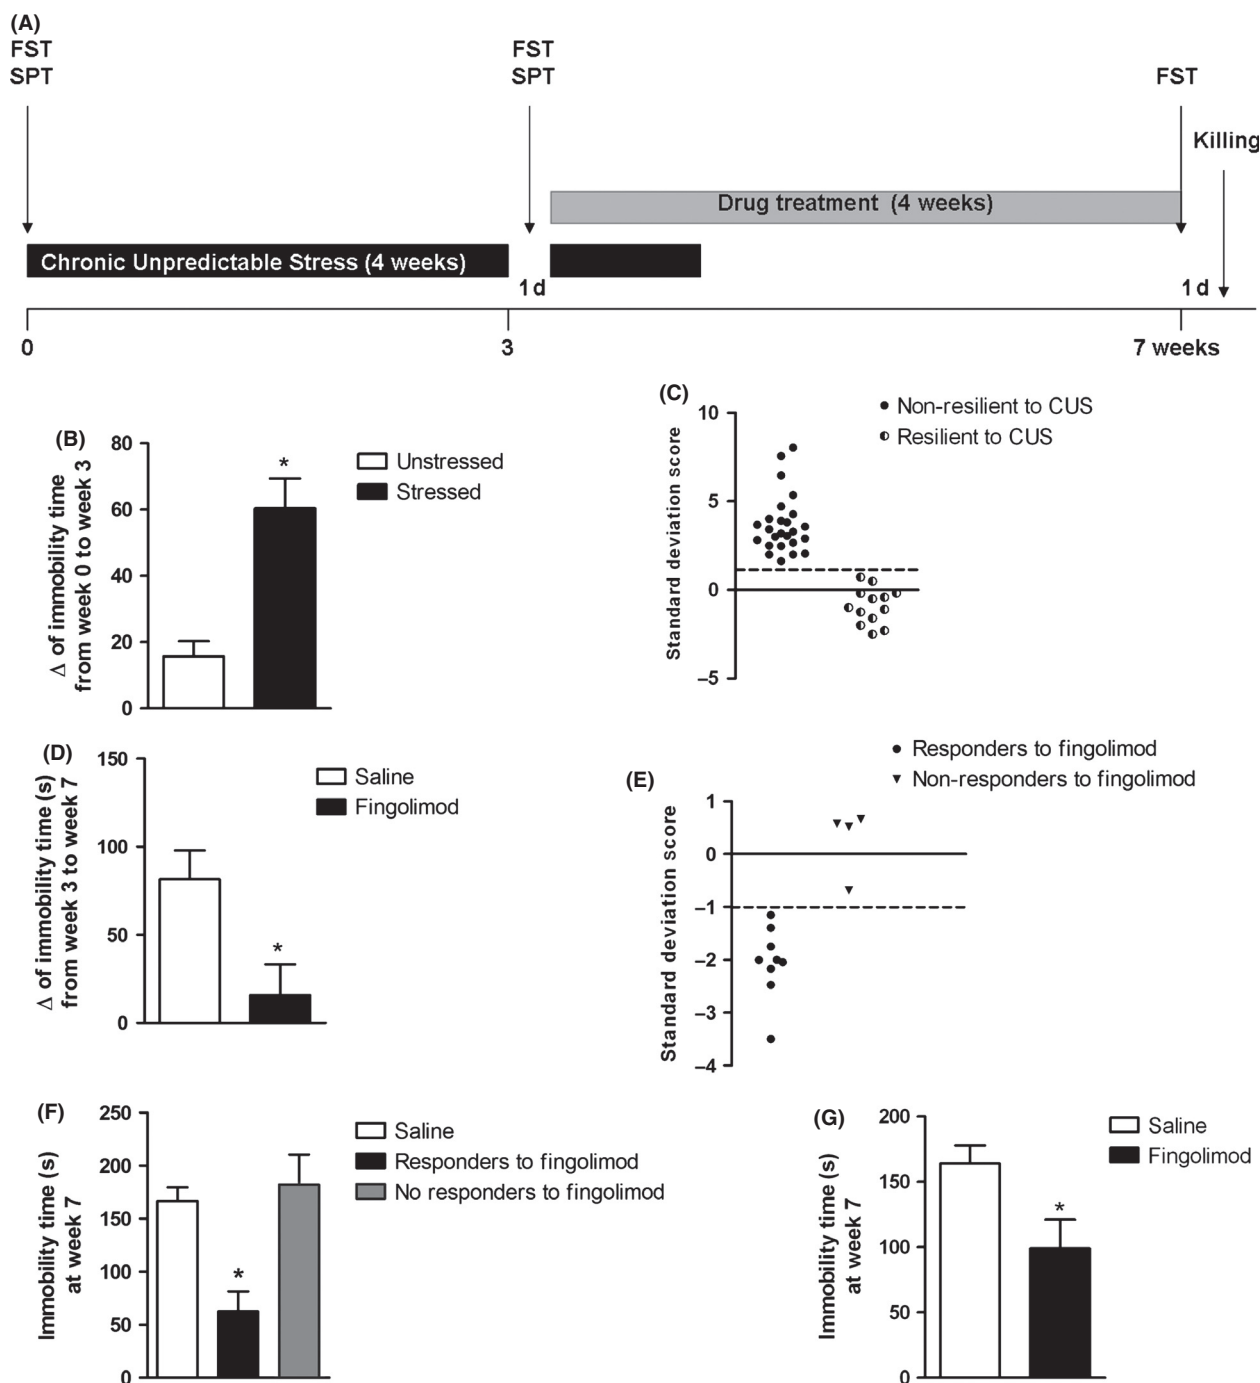 (A)
FST
SPT
FST
SPT
FST
Killing
Drug treatment (4 weeks)
Chronic Unpredictable Stress (4 weeks)
1 d
1 d
0
3
7 weeks
(B)
Δ of immobility time
from week 0 to week 3
80
60
40
20
0
*
Unstressed
Stressed
(C)
Standard deviation score
10
5
0
–5
Non-resilient to CUS
Resilient to CUS
(D)
Δ of immobility time (s)
from week 3 to week 7
150
100
50
0
*
Saline
Fingolimod
(E)
Standard deviation score
1
0
–1
–2
–3
–4
Responders to fingolimod
Non-responders to fingolimod
(F)
Immobility time (s)
at week 7
250
200
150
100
50
0
*
Saline
Responders to fingolimod
No responders to fingolimod
(G)
Immobility time (s)
at week 7
200
150
100
50
0
*
Saline
Fingolimod